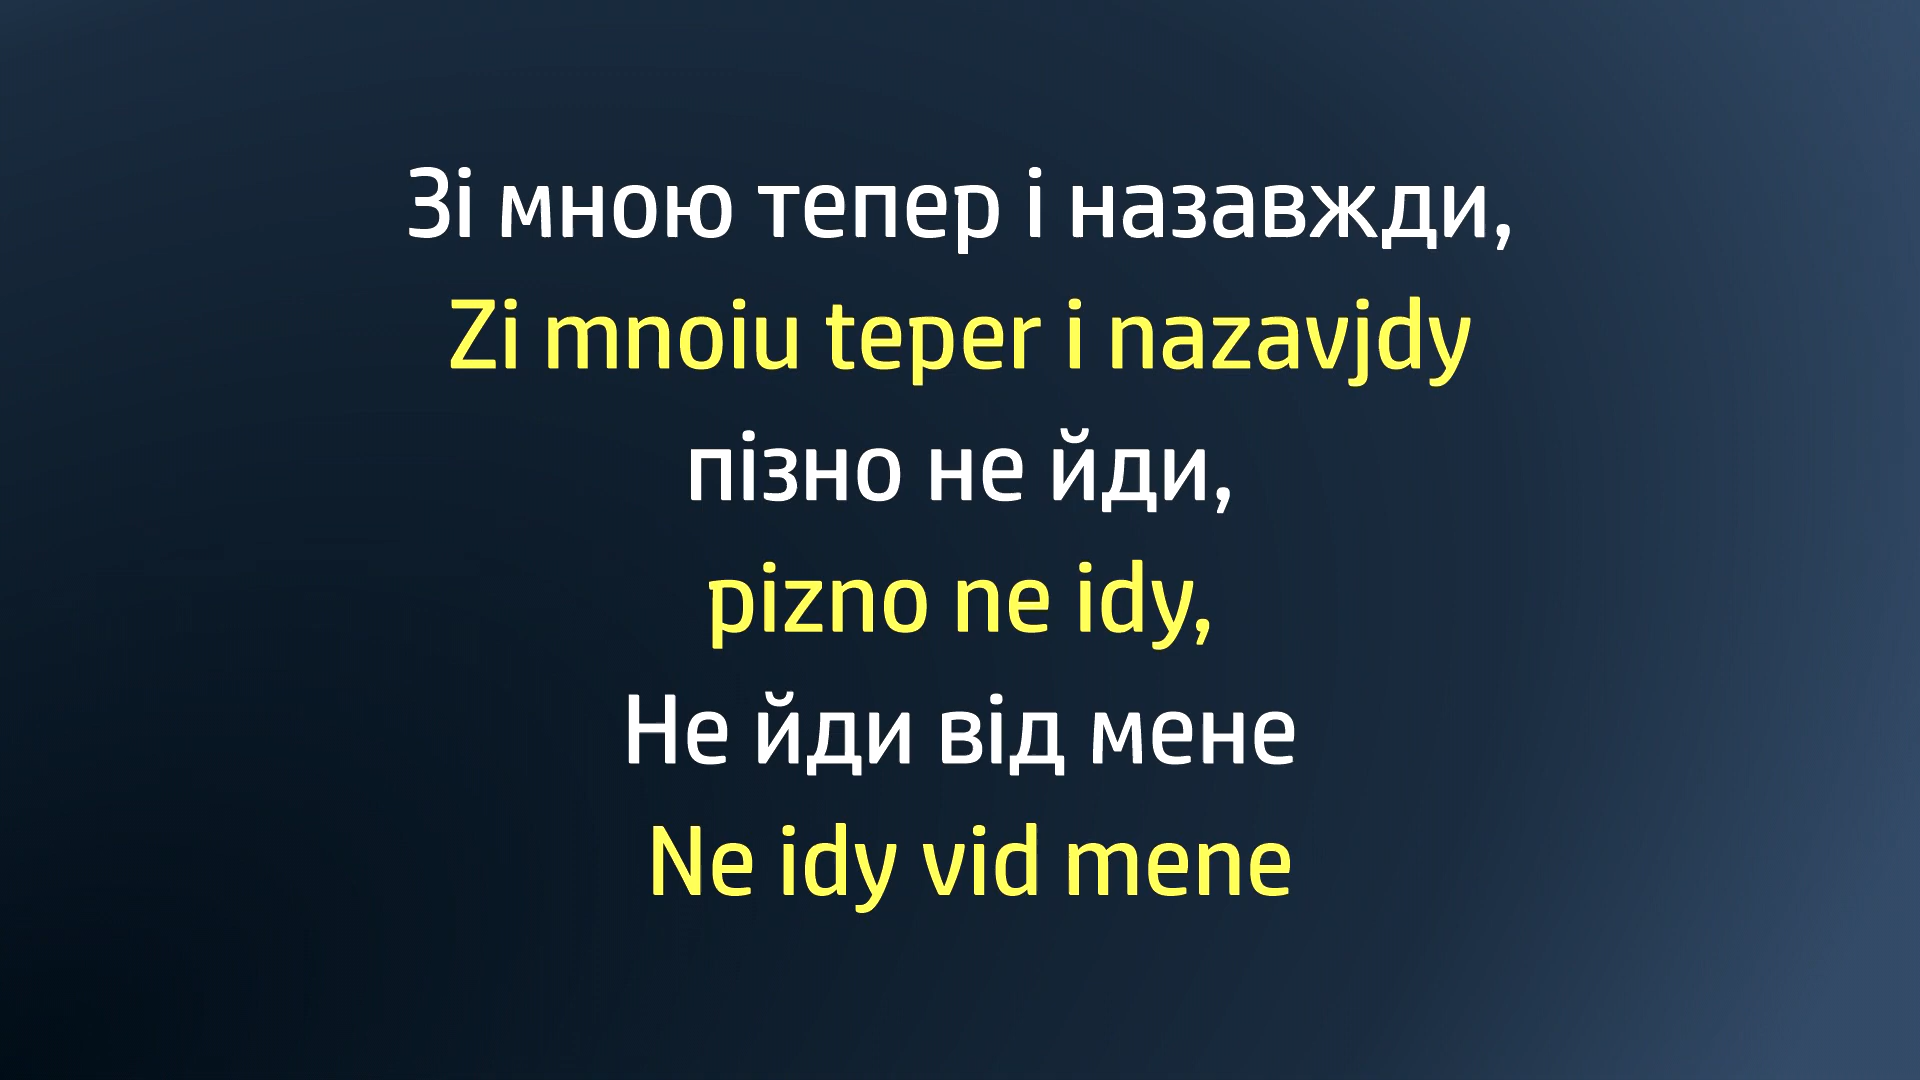 Зі мною тепер і назавжди,
Zi mnoiu teper i nazavjdy
пізно не йди,
pizno ne idy,
Не йди від мене
Ne idy vid mene